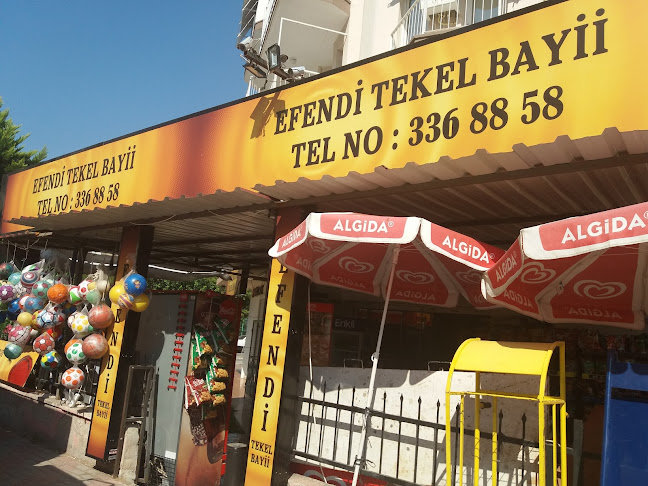 EFENDİ TEKEL BAYİİ
TEL NO : 336 88 58
EFENDİ TEKEL BAYİİ
TEL NO : 336 88 58
ALGiDA
ALGiDA
ALGiDA
ALGiDA
ALGiDA
ALGiDA
EFENDİ
TEKEL
BAYİİ
EFENDİ
TEKEL
BAYİİ